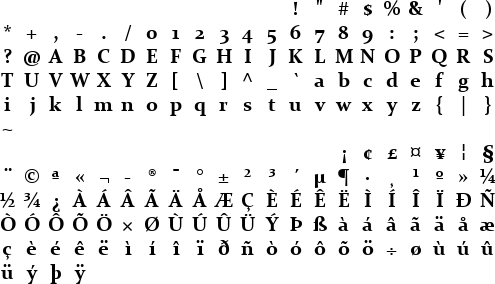 ! " # $ % & ' ( )
* + , - . / 0 1 2 3 4 5 6 7 8 9 : ; < = >
? @ A B C D E F G H I J K L M N O P Q R S
T U V W X Y Z [ \ ] ^ _ ` a b c d e f g h
i j k l m n o p q r s t u v w x y z { | }
~
¡ ¢ £ ¤ ¥ ¦ §
¨ © ª « ¬ - ® ¯ ° ± ² ³ ´ µ ¶ · ¸ ¹ º » ¼
½ ¾ ¿ À Á Â Ã Ä Å Æ Ç È É Ê Ë Ì Í Î Ï Ð Ñ
Ò Ó Ô Õ Ö × Ø Ù Ú Û Ü Ý Þ ß à á â ã ä å æ
ç è é ê ë ì í î ï ð ñ ò ó ô õ ö ÷ ø ù ú û
ü ý þ ÿ